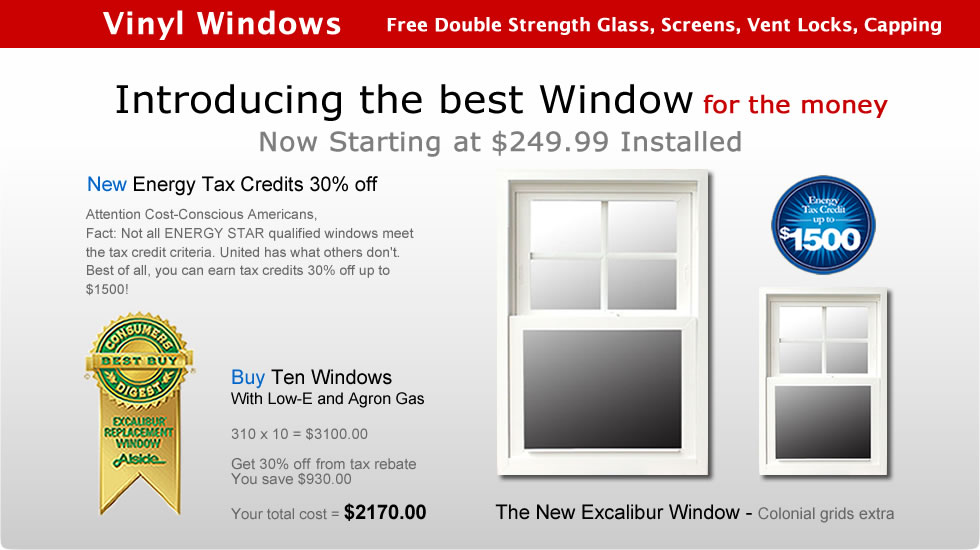 Vinyl Windows
Free Double Strength Glass, Screens, Vent Locks, Capping
Introducing the best Window for the money
Now Starting at $249.99 Installed
New Energy Tax Credits 30% off
Attention Cost-Conscious Americans,
Fact: Not all ENERGY STAR qualified windows meet
the tax credit criteria. United has what others don't.
Best of all, you can earn tax credits 30% off up to
$1500!
Energy
Tax Credit
up to
$1500
CONSUMERS
BEST BUY
DIGEST
EXCALIBUR
REPLACEMENT
WINDOW
Alside
Buy Ten Windows
With Low-E and Agron Gas
310 x 10 = $3100.00
Get 30% off from tax rebate
You save $930.00
Your total cost = $2170.00
The New Excalibur Window - Colonial grids extra